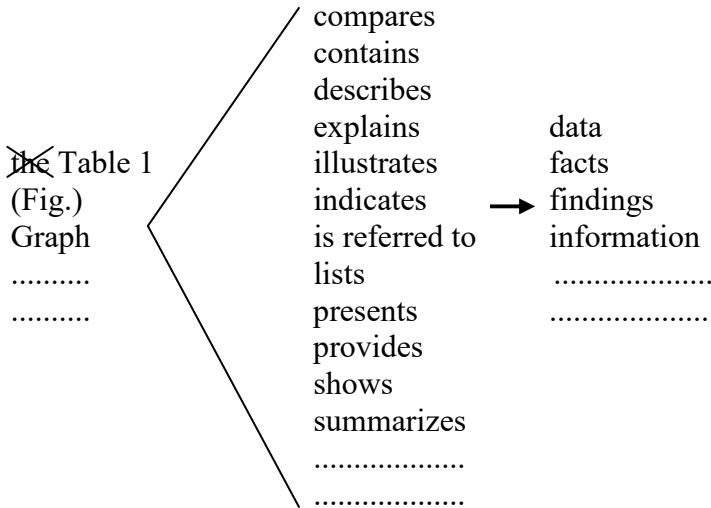 the Table 1
(Fig.)
Graph
..........
..........
compares
contains
describes
explains
illustrates
indicates
is referred to
lists
presents
provides
shows
summarizes
...................
...................
data
facts
findings
information
....................
....................